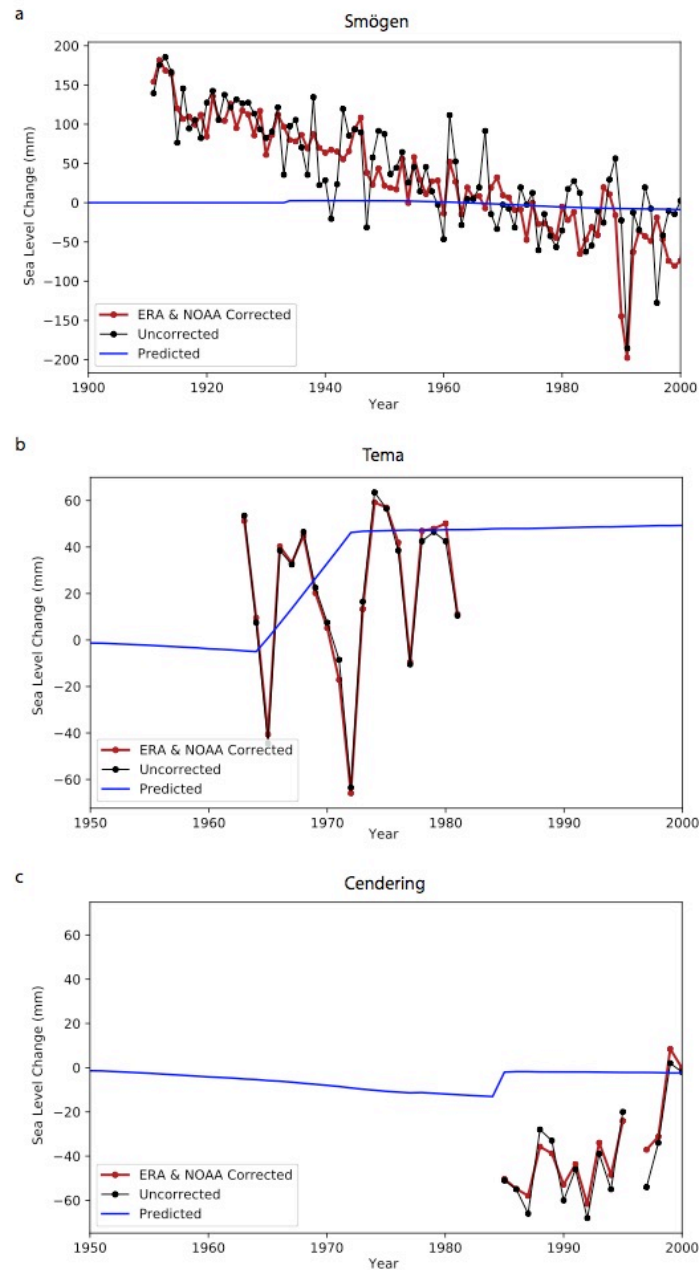 a
Smögen
200
150
100
50
0
−50
−100
−150
−200
Sea Level Change (mm)
ERA & NOAA Corrected
Uncorrected
Predicted
1900 1920 1940 1960 1980 2000
Year
b
Tema
60
40
20
0
−20
−40
−60
Sea Level Change (mm)
ERA & NOAA Corrected
Uncorrected
Predicted
1950 1960 1970 1980 1990 2000
Year
c
Cendering
60
40
20
0
−20
−40
−60
Sea Level Change (mm)
ERA & NOAA Corrected
Uncorrected
Predicted
1950 1960 1970 1980 1990 2000
Year